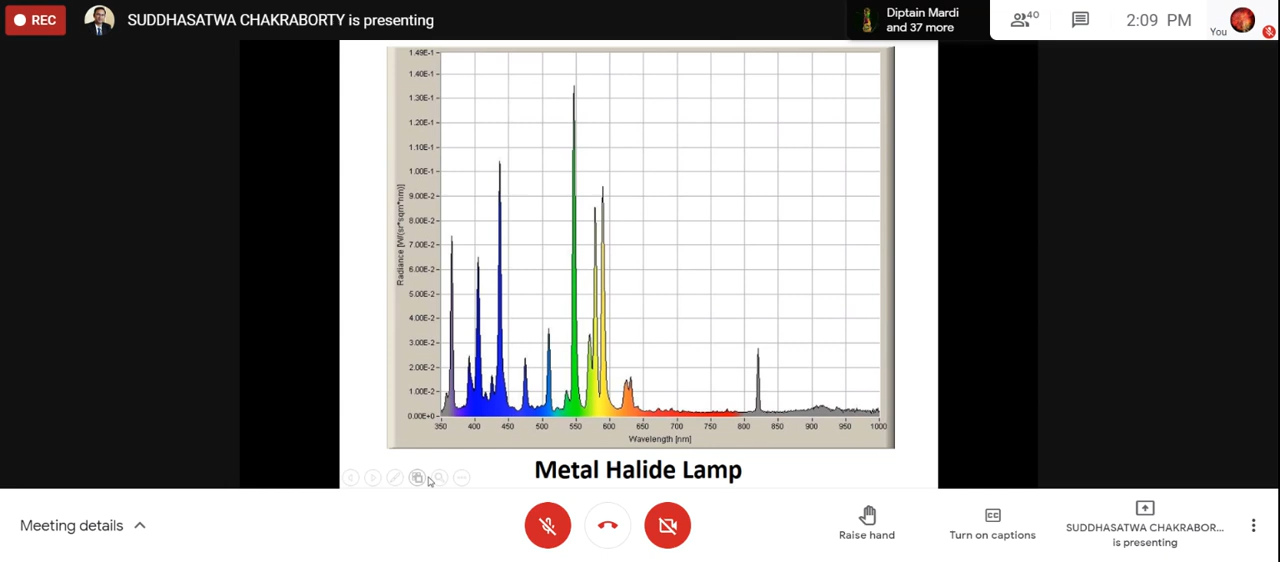 REC
SUDDHASATWA CHAKRABORTY is presenting
Diptain Mardi
and 37 more
40
2:09 PM
You
1.49E-1
1.40E-1
1.30E-1
1.20E-1
1.10E-1
1.00E-1
9.00E-2
8.00E-2
7.00E-2
6.00E-2
5.00E-2
4.00E-2
3.00E-2
2.00E-2
1.00E-2
0.00E+0
Radiance [W/(sr*sqm*nm)]
350 400 450 500 550 600 650 700 750 800 850 900 950 1000
Wavelength [nm]
Metal Halide Lamp
Meeting details
Raise hand
CC
Turn on captions
SUDDHASATWA CHAKRABOR...
is presenting